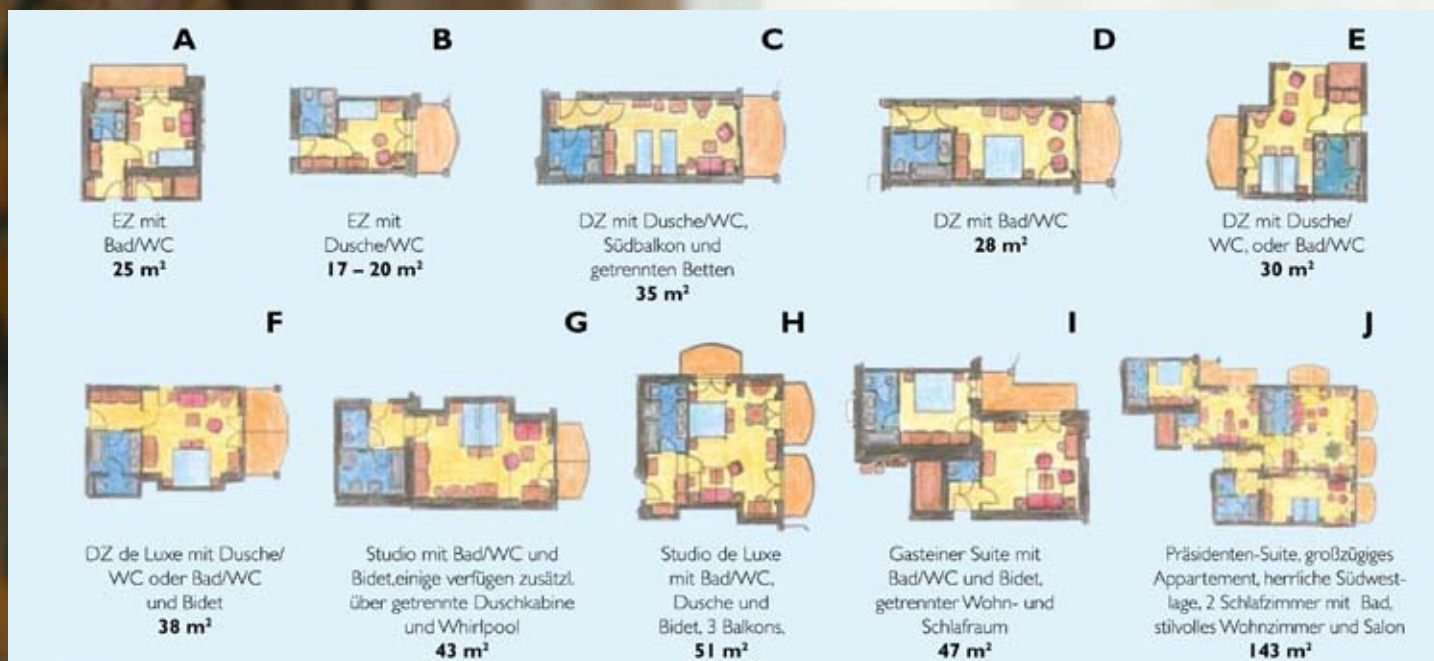 A
EZ mit
Bad/WC
25 m²
B
EZ mit
Dusche/WC
17 – 20 m²
C
DZ mit Dusche/WC,
Südbalkon und
getrennten Betten
35 m²
D
DZ mit Bad/WC
28 m²
E
DZ mit Dusche/
WC, oder Bad/WC
30 m²
F
DZ de Luxe mit Dusche/
WC oder Bad/WC
und Bidet
38 m²
G
Studio mit Bad/WC und
Bidet,einige verfügen zusätzl.
über getrennte Duschkabine
und Whirlpool
43 m²
H
Studio de Luxe
mit Bad/WC,
Dusche und
Bidet, 3 Balkons.
51 m²
I
Gasteiner Suite mit
Bad/WC und Bidet,
getrennter Wohn- und
Schlafraum
47 m²
J
Präsidenten-Suite, großzügiges
Appartement, herrliche Südwest-
lage, 2 Schlafzimmer mit Bad,
stilvolles Wohnzimmer und Salon
143 m²